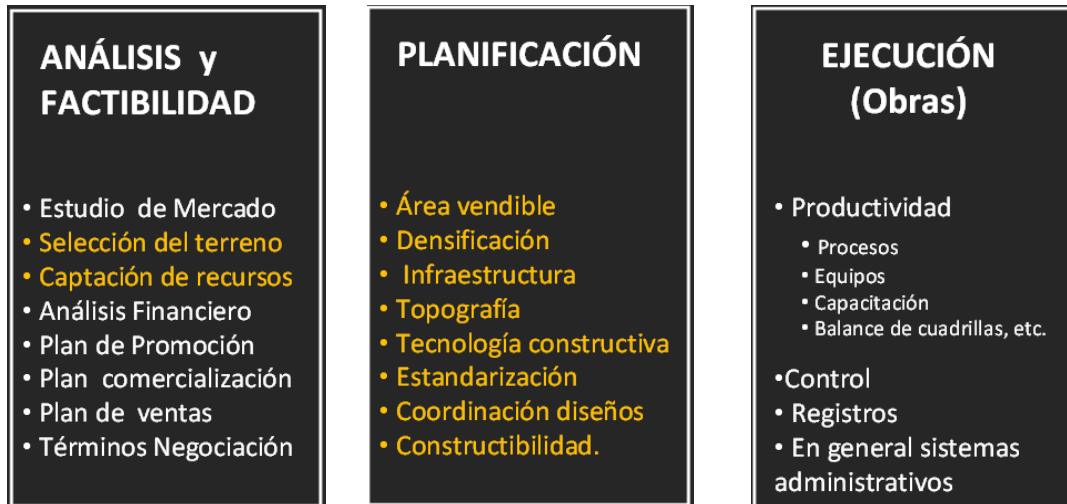 ANÁLISIS y
FACTIBILIDAD
• Estudio de Mercado
• Selección del terreno
• Captación de recursos
• Análisis Financiero
• Plan de Promoción
• Plan comercialización
• Plan de ventas
• Términos Negociación
PLANIFICACIÓN
• Área vendible
• Densificación
• Infraestructura
• Topografía
• Tecnología constructiva
• Estandarización
• Coordinación diseños
• Constructibilidad.
EJECUCIÓN
(Obras)
• Productividad
• Procesos
• Equipos
• Capacitación
• Balance de cuadrillas, etc.
•Control
• Registros
• En general sistemas
administrativos